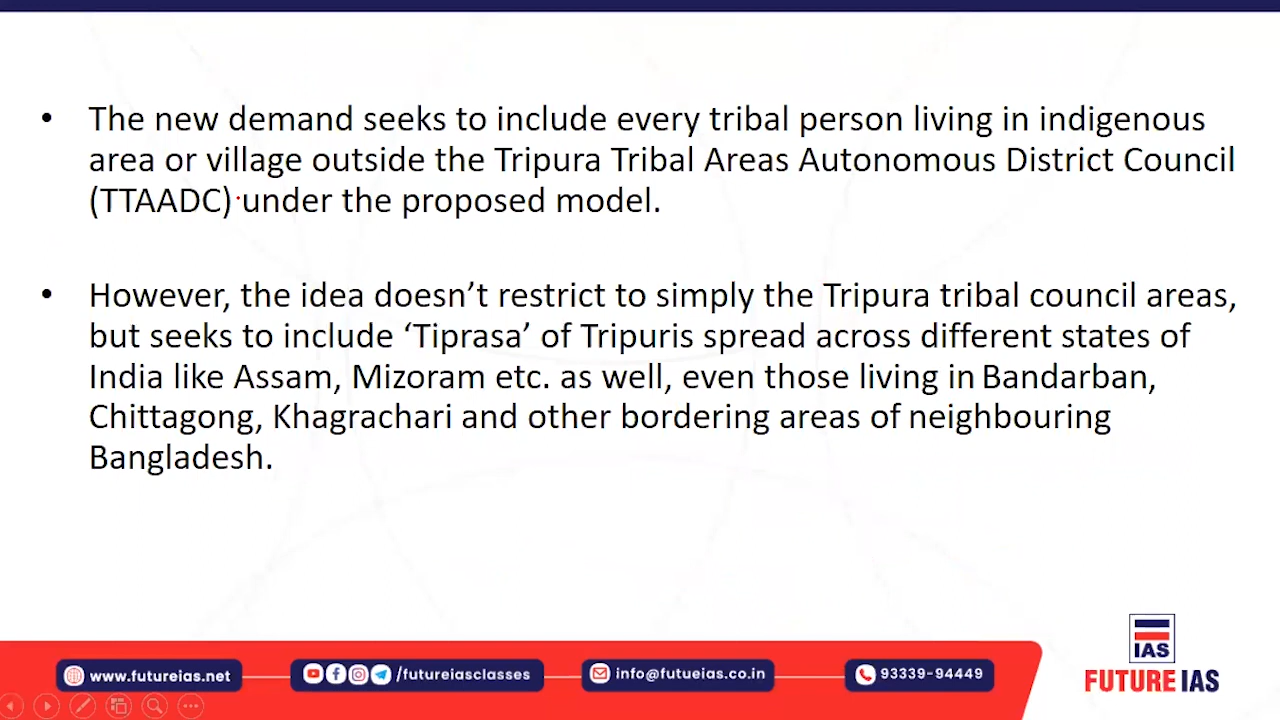 • The new demand seeks to include every tribal person living in indigenous
area or village outside the Tripura Tribal Areas Autonomous District Council
(TTAADC) under the proposed model.
• However, the idea doesn’t restrict to simply the Tripura tribal council areas,
but seeks to include ‘Tiprasa’ of Tripuris spread across different states of
India like Assam, Mizoram etc. as well, even those living in Bandarban,
Chittagong, Khagrachari and other bordering areas of neighbouring
Bangladesh.
IAS
FUTURE IAS
www.futureias.net
/futureiasclasses
info@futueias.co.in
93339-94449